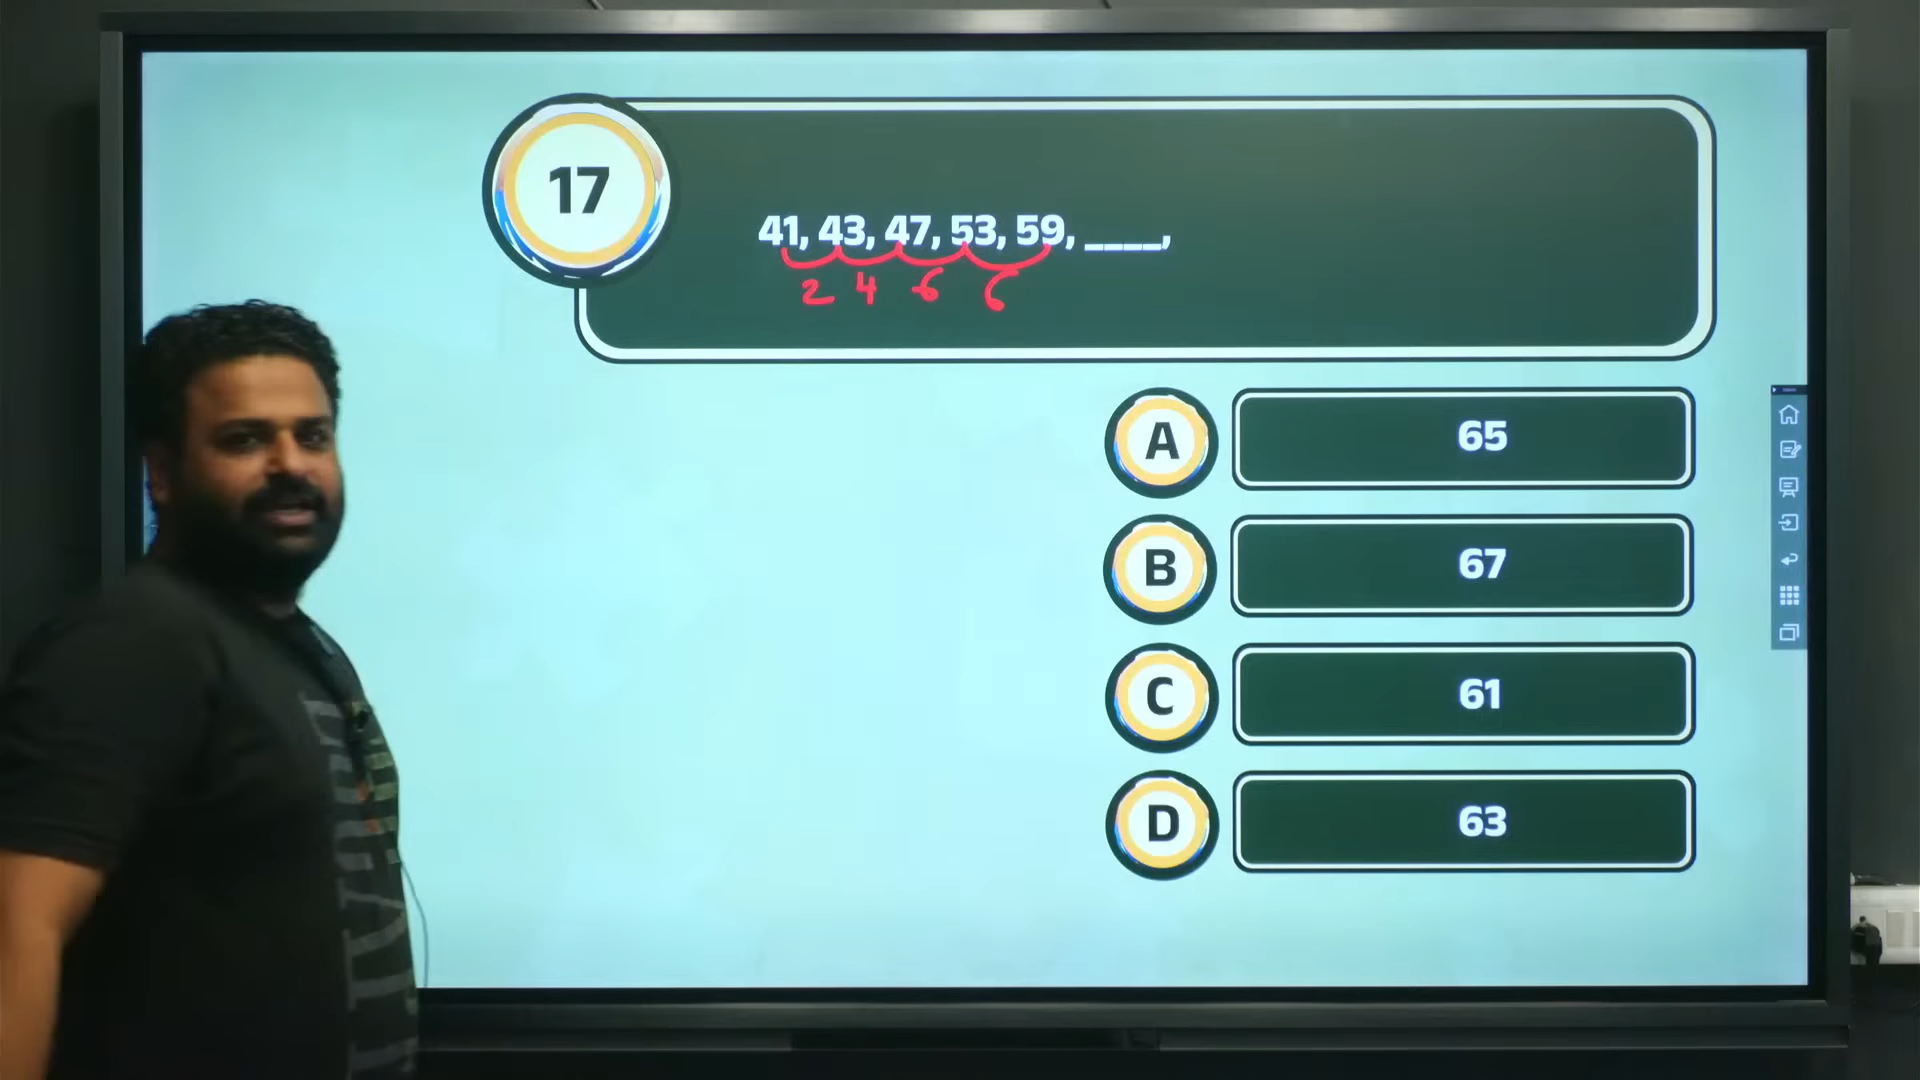 17
41, 43, 47, 53, 59, ____,
2 4 6 6
A 65
B 67
C 61
D 63